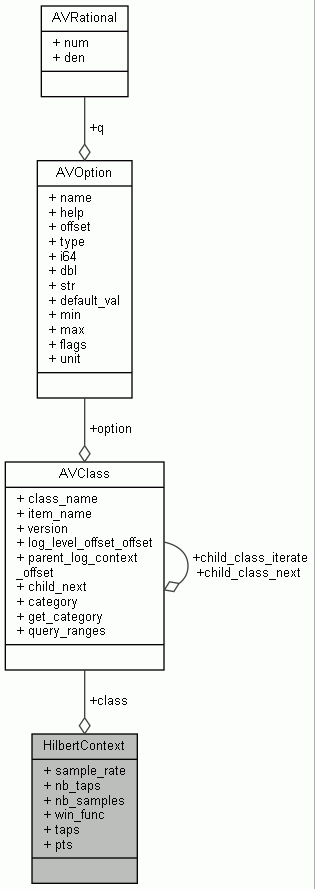 AVRational
+ num
+ den
+q
AVOption
+ name
+ help
+ offset
+ type
+ i64
+ dbl
+ str
+ default_val
+ min
+ max
+ flags
+ unit
+option
AVClass
+ class_name
+ item_name
+ version
+ log_level_offset_offset
+ parent_log_context
_offset
+ child_next
+ category
+ get_category
+ query_ranges
+child_class_iterate
+child_class_next
+class
HilbertContext
+ sample_rate
+ nb_taps
+ nb_samples
+ win_func
+ taps
+ pts